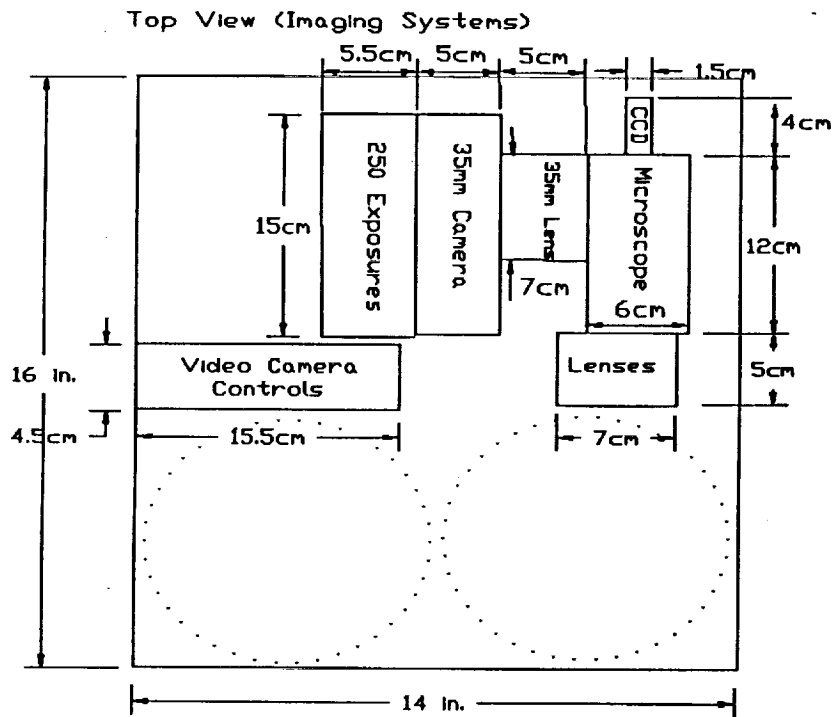 Top View (Imaging Systems)
5.5cm
5cm
5cm
1.5cm
4cm
CCD
250 Exposures
35mm Camera
35mm Lens
Microscope
15cm
12cm
7cm
6cm
16 in.
Video Camera
Controls
Lenses
5cm
4.5cm
15.5cm
7cm
14 in.